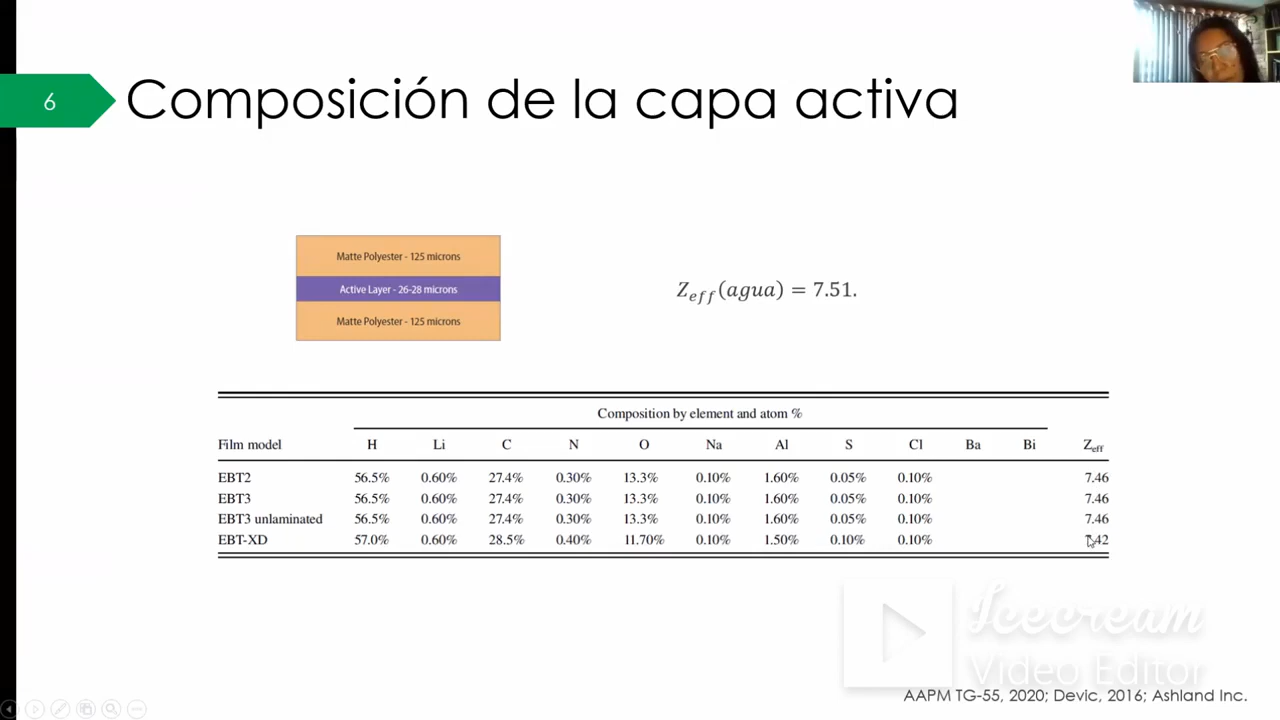 6
Composición de la capa activa
Matte Polyester - 125 microns
Active Layer - 26-28 microns
Matte Polyester - 125 microns
Z_eff(agua) = 7.51.
Composition by element and atom %
Film model H Li C N O Na Al S Cl Ba Bi Z_eff
EBT2 56.5% 0.60% 27.4% 0.30% 13.3% 0.10% 1.60% 0.05% 0.10% 7.46
EBT3 56.5% 0.60% 27.4% 0.30% 13.3% 0.10% 1.60% 0.05% 0.10% 7.46
EBT3 unlaminated 56.5% 0.60% 27.4% 0.30% 13.3% 0.10% 1.60% 0.05% 0.10% 7.46
EBT-XD 57.0% 0.60% 28.5% 0.40% 11.70% 0.10% 1.50% 0.10% 0.10% 7.42
Icecream
Video Editor
AAPM TG-55, 2020; Devic, 2016; Ashland Inc.